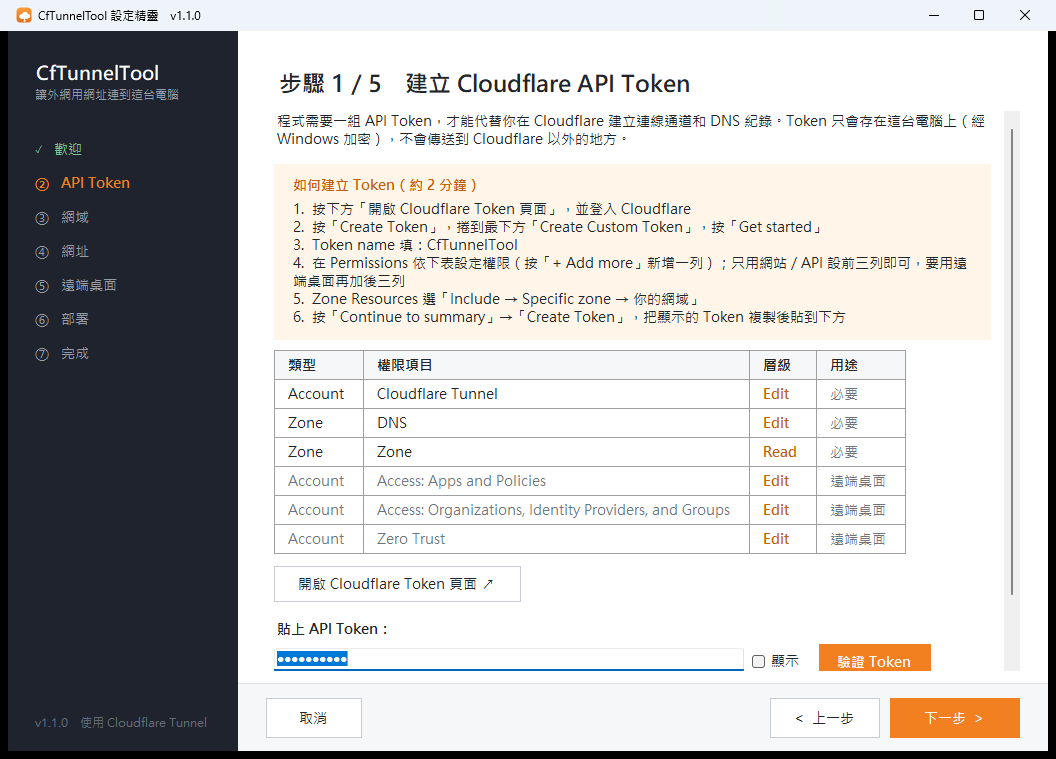 CfTunnelTool 設定精靈 v1.1.0
CfTunnelTool
讓外網用網址連到這台電腦
✓ 歡迎
② API Token
③ 網域
④ 網址
⑤ 遠端桌面
⑥ 部署
⑦ 完成
v1.1.0 使用 Cloudflare Tunnel
步驟 1 / 5 建立 Cloudflare API Token
程式需要一組 API Token，才能代替你在 Cloudflare 建立連線通道和 DNS 紀錄。Token 只會存在這台電腦上（經
Windows 加密），不會傳送到 Cloudflare 以外的地方。
如何建立 Token（約 2 分鐘）
1. 按下方「開啟 Cloudflare Token 頁面」，並登入 Cloudflare
2. 按「Create Token」，捲到最下方「Create Custom Token」，按「Get started」
3. Token name 填：CfTunnelTool
4. 在 Permissions 依下表設定權限（按「+ Add more」新增一列）；只用網站 / API 設前三列即可，要用遠
端桌面再加後三列
5. Zone Resources 選「Include → Specific zone → 你的網域」
6. 按「Continue to summary」→「Create Token」，把顯示的 Token 複製後貼到下方
類型 權限項目 層級 用途
Account Cloudflare Tunnel Edit 必要
Zone DNS Edit 必要
Zone Zone Read 必要
Account Access: Apps and Policies Edit 遠端桌面
Account Access: Organizations, Identity Providers, and Groups Edit 遠端桌面
Account Zero Trust Edit 遠端桌面
開啟 Cloudflare Token 頁面 ↗
貼上 API Token：
●●●●●●●●●● 顯示 驗證 Token
取消 < 上一步 下一步 >